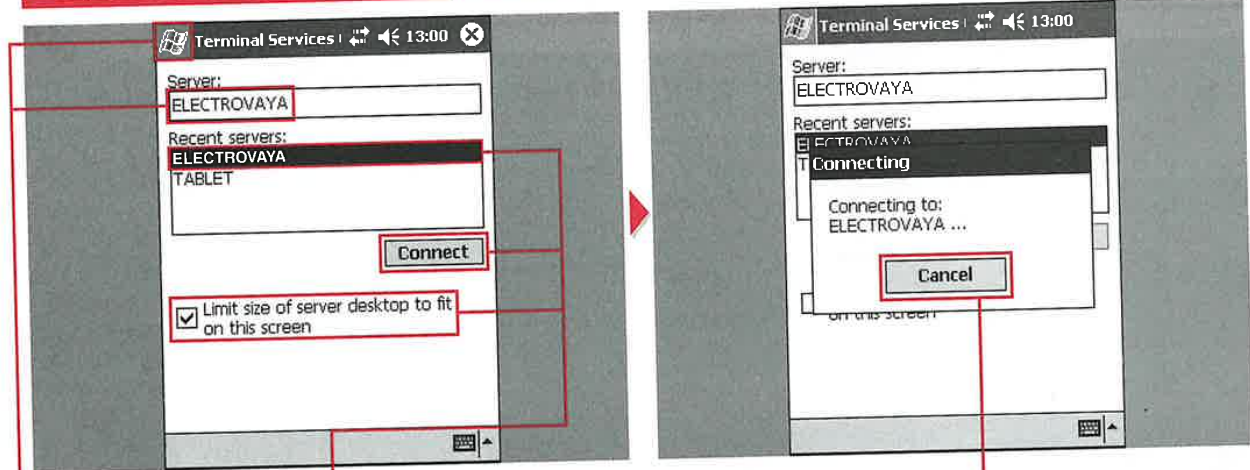 Terminal Services 13:00
Server:
ELECTROVAYA
Recent servers:
ELECTROVAYA
TABLET
Connect
Limit size of server desktop to fit
on this screen
Terminal Services 13:00
Server:
ELECTROVAYA
Recent servers:
ELECTROVAYA
T
Connecting
Connecting to:
ELECTROVAYA ...
Cancel
on this screen